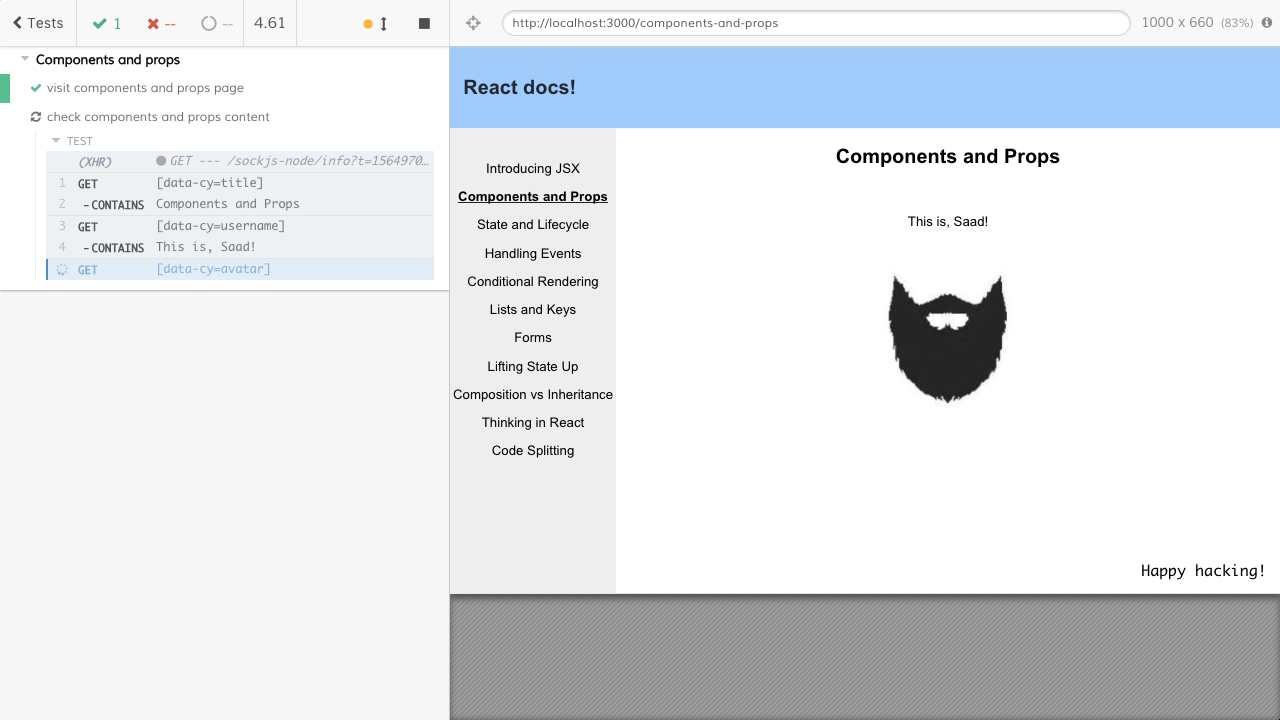 Tests
1
--
--
4.61
http://localhost:3000/components-and-props
1000 x 660 (83%)
Components and props
visit components and props page
check components and props content
TEST
(XHR) GET --- /sockjs-node/info?t=1564970…
1 GET [data-cy=title]
2 -CONTAINS Components and Props
3 GET [data-cy=username]
4 -CONTAINS This is, Saad!
GET [data-cy=avatar]
React docs!
Introducing JSX
Components and Props
State and Lifecycle
Handling Events
Conditional Rendering
Lists and Keys
Forms
Lifting State Up
Composition vs Inheritance
Thinking in React
Code Splitting
Components and Props
This is, Saad!
Happy hacking!